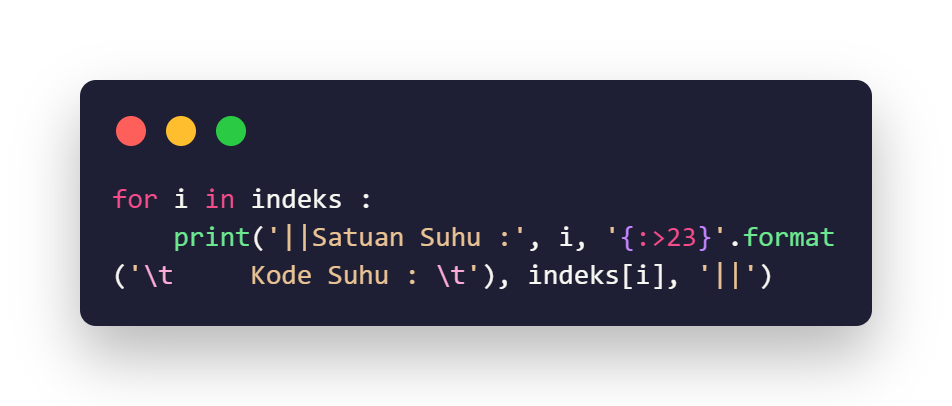 for i in indeks :
    print('||Satuan Suhu :', i, '{:>23}'.format
('\t     Kode Suhu : \t'), indeks[i], '||')